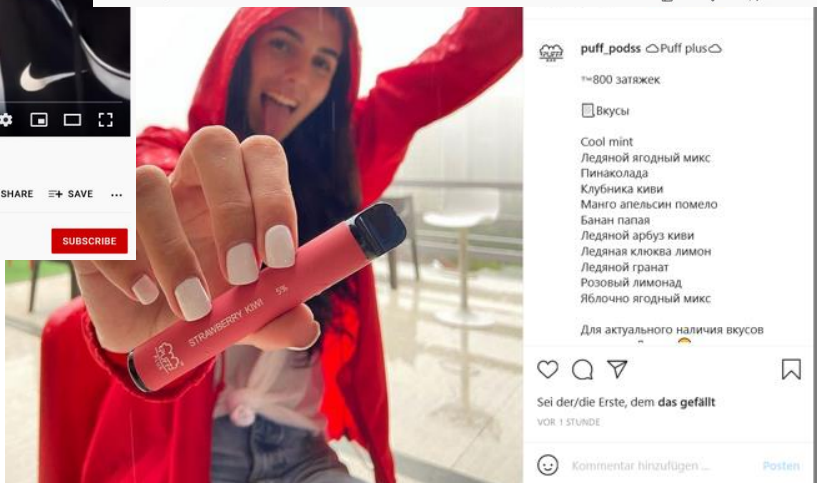 SHARE
SAVE
SUBSCRIBE
PUFF
STRAWBERRY KIWI 5%
puff_podss Puff plus
™800 затяжек
Вкусы
Cool mint
Ледяной ягодный микс
Пинаколада
Клубника киви
Манго апельсин помело
Банан папая
Ледяной арбуз киви
Ледяная клюква лимон
Ледяной гранат
Розовый лимонад
Яблочно ягодный микс
Для актуального наличия вкусов
Sei der/die Erste, dem das gefällt
VOR 1 STUNDE
Kommentar hinzufügen ...
Posten